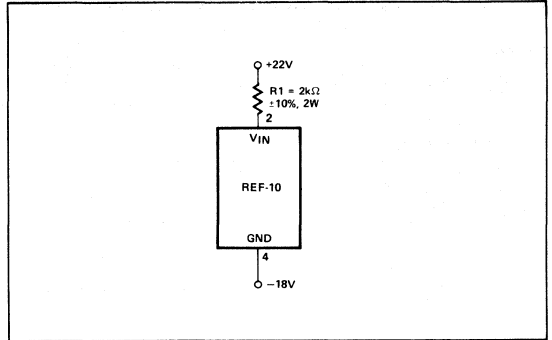 +22V
R1 = 2kΩ
±10%, 2W
2
VIN
REF-10
GND
4
−18V